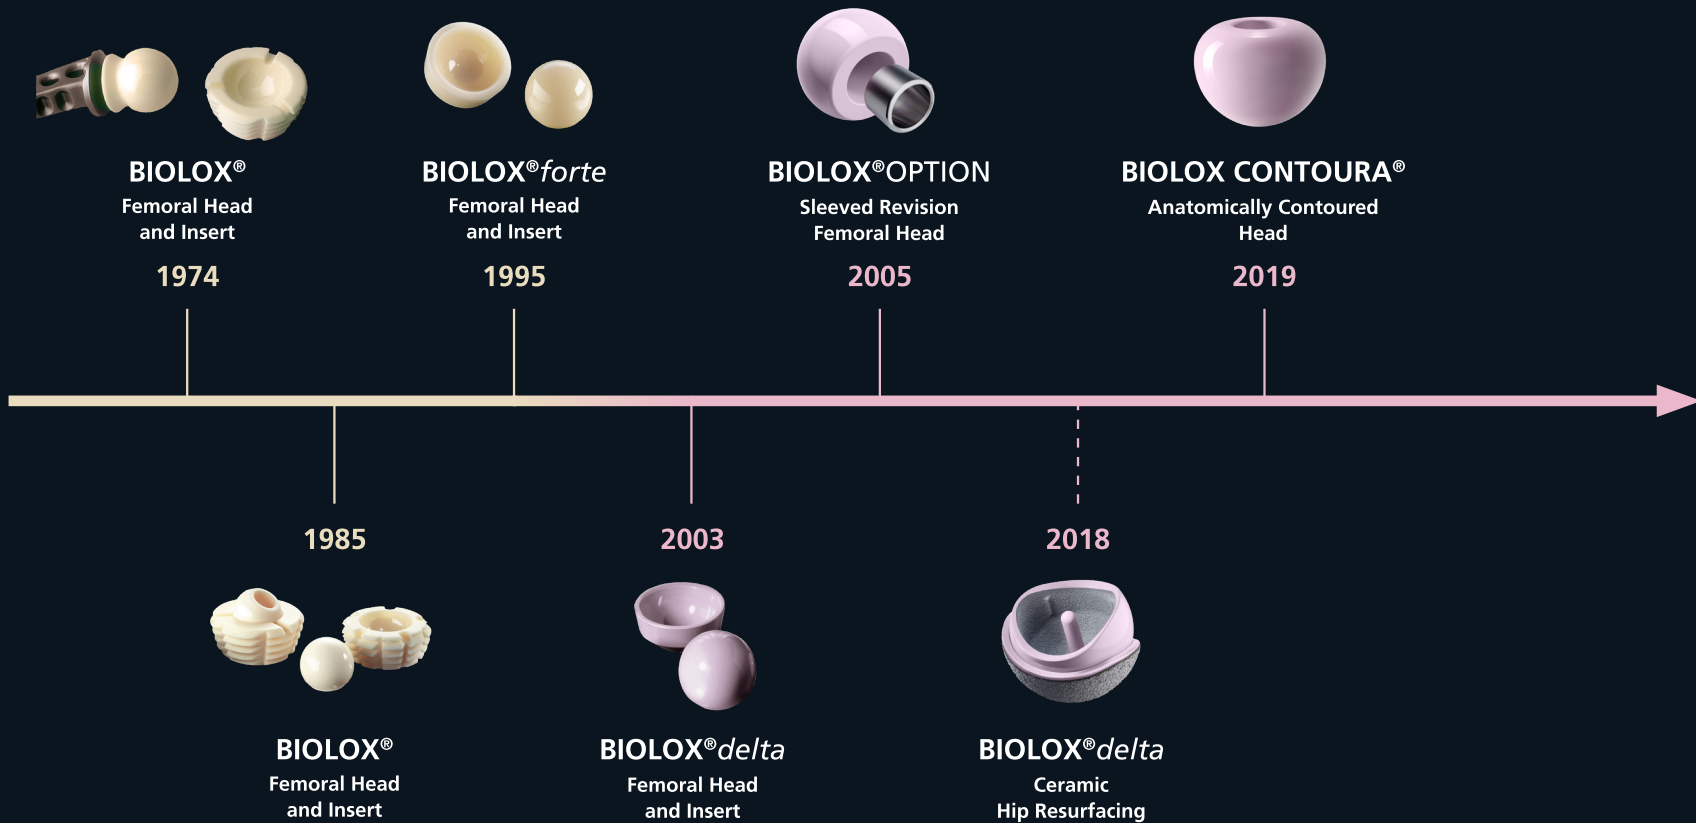 BIOLOX®
Femoral Head
and Insert
1974
BIOLOX®forte
Femoral Head
and Insert
1995
BIOLOX®OPTION
Sleeved Revision
Femoral Head
2005
BIOLOX CONTOURA®
Anatomically Contoured
Head
2019
1985
BIOLOX®
Femoral Head
and Insert
2003
BIOLOX®delta
Femoral Head
and Insert
2018
BIOLOX®delta
Ceramic
Hip Resurfacing